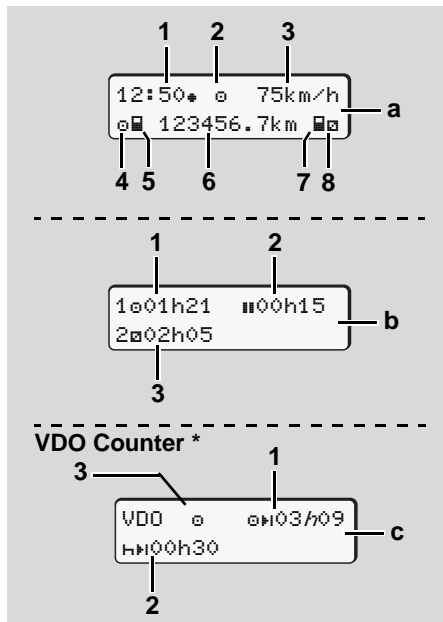 1 2 3
12:50 75km/h
a
123456.7km
4 5 6 7 8
1 2
1 01h21 00h15
b
2 02h05
3
VDO Counter *
3 1
VDO 03h09
c
00h30
2